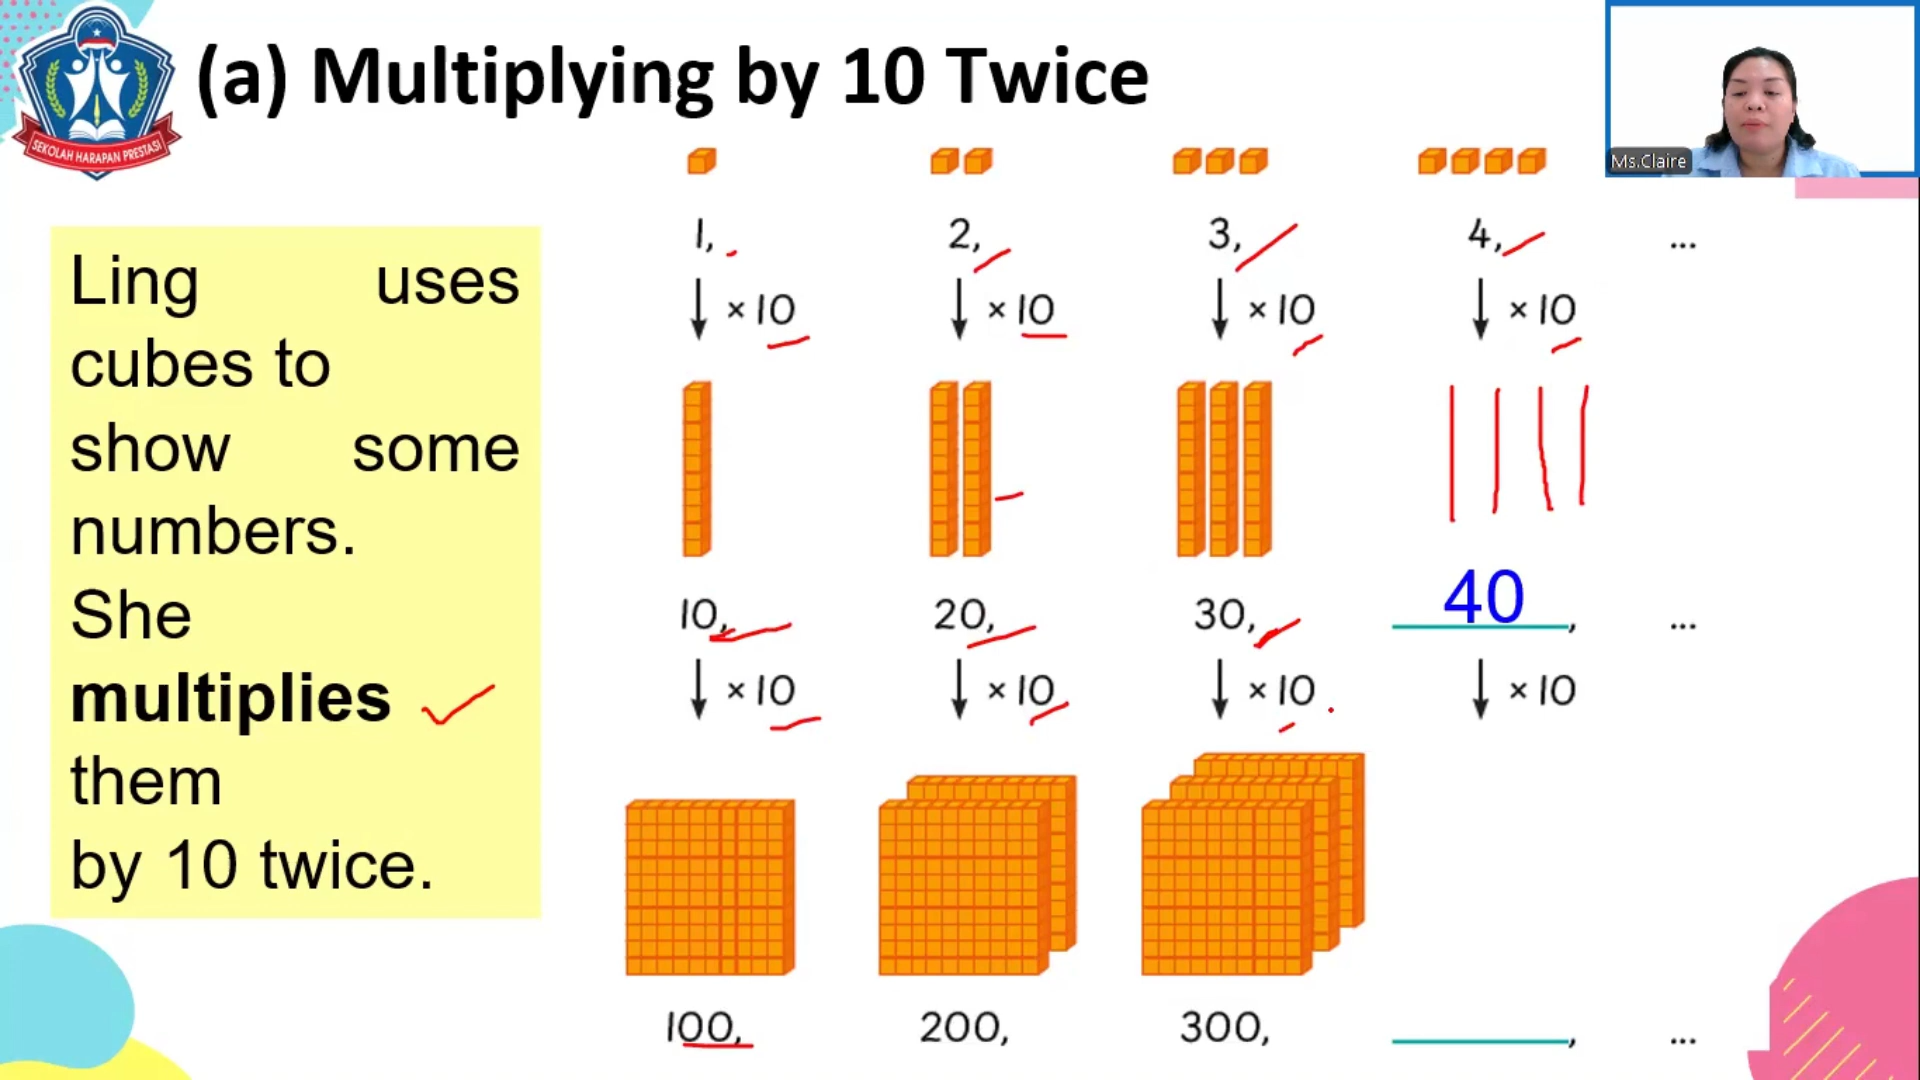 (a) Multiplying by 10 Twice
SEKOLAH HARAPAN PRESTASI
Ms.Claire
Ling uses
cubes to
show some
numbers.
She
multiplies
them
by 10 twice.
1, 2, 3, 4, ...
× 10 × 10 × 10 × 10
10, 20, 30, 40, ...
× 10 × 10 × 10 × 10
100, 200, 300, ______, ...